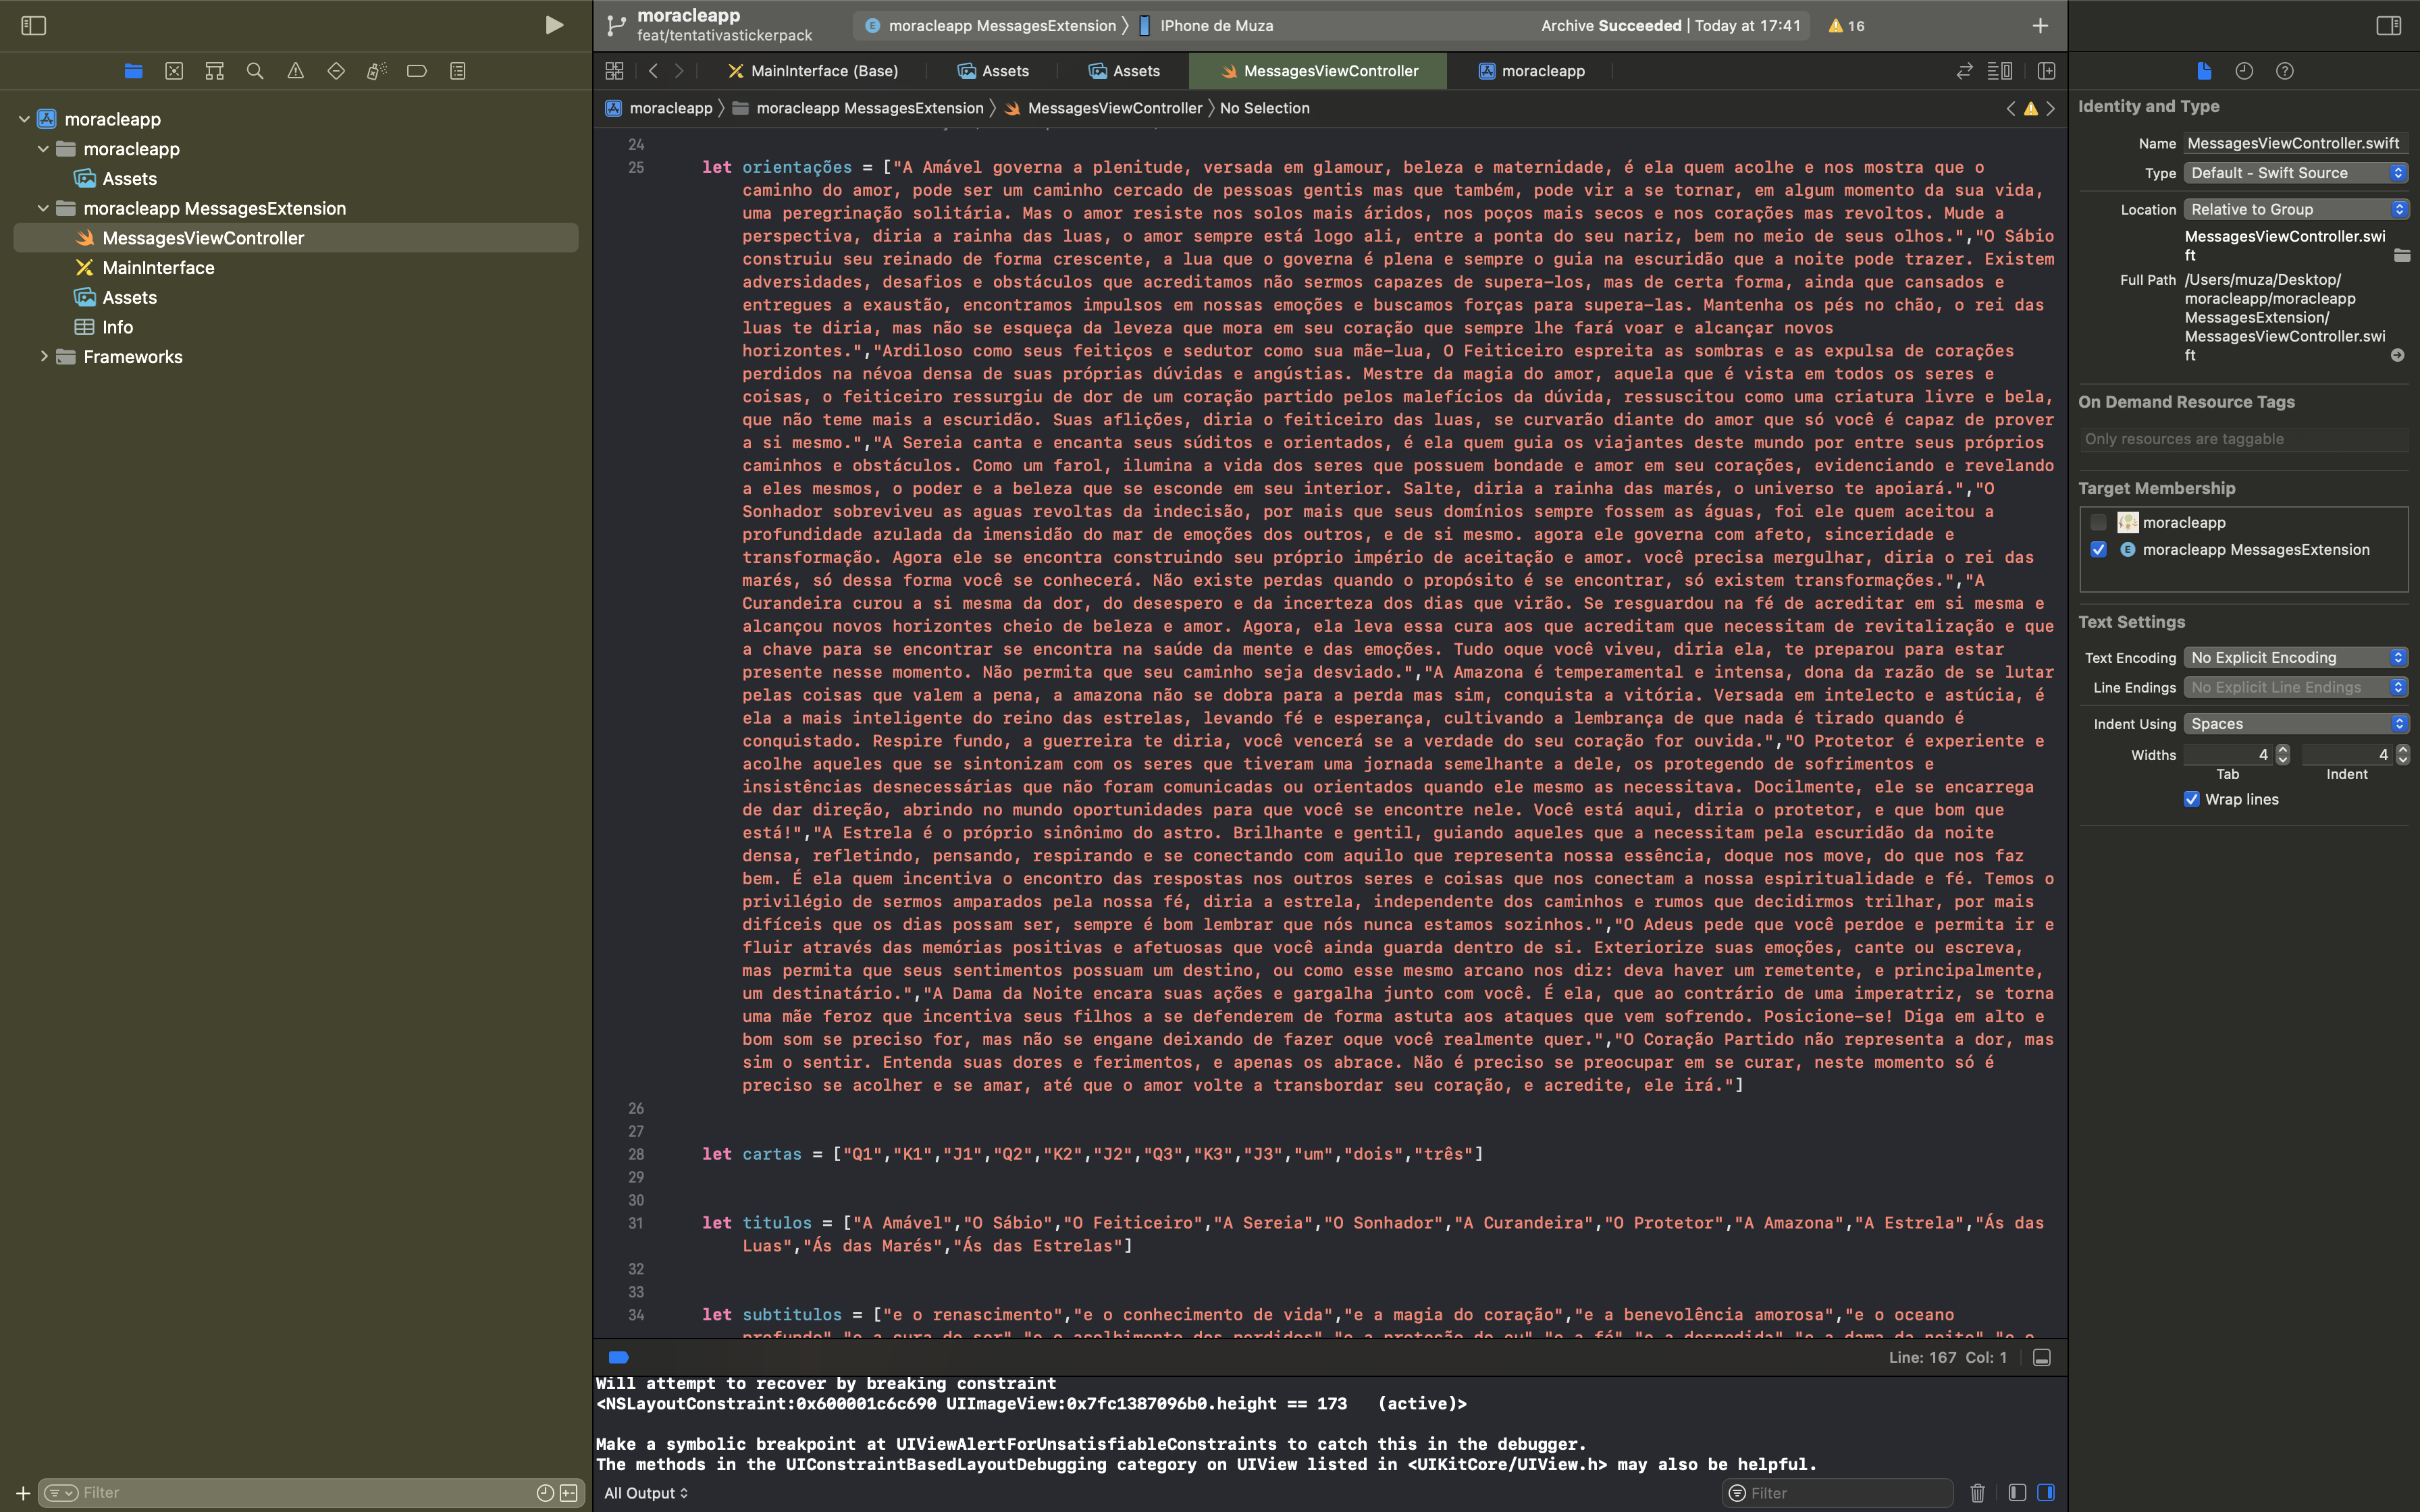 moracleapp
feat/tentativastickerpack
moracleapp MessagesExtension
IPhone de Muza
Archive Succeeded | Today at 17:41
16
MainInterface (Base)
Assets
Assets
MessagesViewController
moracleapp
moracleapp
moracleapp MessagesExtension
MessagesViewController
No Selection
moracleapp
moracleapp
Assets
moracleapp MessagesExtension
MessagesViewController
MainInterface
Assets
Info
Frameworks
Filter
24
25 let orientações = ["A Amável governa a plenitude, versada em glamour, beleza e maternidade, é ela quem acolhe e nos mostra que o
caminho do amor, pode ser um caminho cercado de pessoas gentis mas que também, pode vir a se tornar, em algum momento da sua vida,
uma peregrinação solitária. Mas o amor resiste nos solos mais áridos, nos poços mais secos e nos corações mas revoltos. Mude a
perspectiva, diria a rainha das luas, o amor sempre está logo ali, entre a ponta do seu nariz, bem no meio de seus olhos.","O Sábio
construiu seu reinado de forma crescente, a lua que o governa é plena e sempre o guia na escuridão que a noite pode trazer. Existem
adversidades, desafios e obstáculos que acreditamos não sermos capazes de supera-los, mas de certa forma, ainda que cansados e
entregues a exaustão, encontramos impulsos em nossas emoções e buscamos forças para supera-las. Mantenha os pés no chão, o rei das
luas te diria, mas não se esqueça da leveza que mora em seu coração que sempre lhe fará voar e alcançar novos
horizontes.","Ardiloso como seus feitiços e sedutor como sua mãe-lua, O Feiticeiro espreita as sombras e as expulsa de corações
perdidos na névoa densa de suas próprias dúvidas e angústias. Mestre da magia do amor, aquela que é vista em todos os seres e
coisas, o feiticeiro ressurgiu de dor de um coração partido pelos malefícios da dúvida, ressuscitou como uma criatura livre e bela,
que não teme mais a escuridão. Suas aflições, diria o feiticeiro das luas, se curvarão diante do amor que só você é capaz de prover
a si mesmo.","A Sereia canta e encanta seus súditos e orientados, é ela quem guia os viajantes deste mundo por entre seus próprios
caminhos e obstáculos. Como um farol, ilumina a vida dos seres que possuem bondade e amor em seu corações, evidenciando e revelando
a eles mesmos, o poder e a beleza que se esconde em seu interior. Salte, diria a rainha das marés, o universo te apoiará.","O
Sonhador sobreviveu as aguas revoltas da indecisão, por mais que seus domínios sempre fossem as águas, foi ele quem aceitou a
profundidade azulada da imensidão do mar de emoções dos outros, e de si mesmo. agora ele governa com afeto, sinceridade e
transformação. Agora ele se encontra construindo seu próprio império de aceitação e amor. você precisa mergulhar, diria o rei das
marés, só dessa forma você se conhecerá. Não existe perdas quando o propósito é se encontrar, só existem transformações.","A
Curandeira curou a si mesma da dor, do desespero e da incerteza dos dias que virão. Se resguardou na fé de acreditar em si mesma e
alcançou novos horizontes cheio de beleza e amor. Agora, ela leva essa cura aos que acreditam que necessitam de revitalização e que
a chave para se encontrar se encontra na saúde da mente e das emoções. Tudo oque você viveu, diria ela, te preparou para estar
presente nesse momento. Não permita que seu caminho seja desviado.","A Amazona é temperamental e intensa, dona da razão de se lutar
pelas coisas que valem a pena, a amazona não se dobra para a perda mas sim, conquista a vitória. Versada em intelecto e astúcia, é
ela a mais inteligente do reino das estrelas, levando fé e esperança, cultivando a lembrança de que nada é tirado quando é
conquistado. Respire fundo, a guerreira te diria, você vencerá se a verdade do seu coração for ouvida.","O Protetor é experiente e
acolhe aqueles que se sintonizam com os seres que tiveram uma jornada semelhante a dele, os protegendo de sofrimentos e
insistências desnecessárias que não foram comunicadas ou orientados quando ele mesmo as necessitava. Docilmente, ele se encarrega
de dar direção, abrindo no mundo oportunidades para que você se encontre nele. Você está aqui, diria o protetor, e que bom que
está!","A Estrela é o próprio sinônimo do astro. Brilhante e gentil, guiando aqueles que a necessitam pela escuridão da noite
densa, refletindo, pensando, respirando e se conectando com aquilo que representa nossa essência, doque nos move, do que nos faz
bem. É ela quem incentiva o encontro das respostas nos outros seres e coisas que nos conectam a nossa espiritualidade e fé. Temos o
privilégio de sermos amparados pela nossa fé, diria a estrela, independente dos caminhos e rumos que decidirmos trilhar, por mais
difíceis que os dias possam ser, sempre é bom lembrar que nós nunca estamos sozinhos.","O Adeus pede que você perdoe e permita ir e
fluir através das memórias positivas e afetuosas que você ainda guarda dentro de si. Exteriorize suas emoções, cante ou escreva,
mas permita que seus sentimentos possuam um destino, ou como esse mesmo arcano nos diz: deva haver um remetente, e principalmente,
um destinatário.","A Dama da Noite encara suas ações e gargalha junto com você. É ela, que ao contrário de uma imperatriz, se torna
uma mãe feroz que incentiva seus filhos a se defenderem de forma astuta aos ataques que vem sofrendo. Posicione-se! Diga em alto e
bom som se preciso for, mas não se engane deixando de fazer oque você realmente quer.","O Coração Partido não representa a dor, mas
sim o sentir. Entenda suas dores e ferimentos, e apenas os abrace. Não é preciso se preocupar em se curar, neste momento só é
preciso se acolher e se amar, até que o amor volte a transbordar seu coração, e acredite, ele irá."]
26
27
28 let cartas = ["Q1","K1","J1","Q2","K2","J2","Q3","K3","J3","um","dois","três"]
29
30
31 let titulos = ["A Amável","O Sábio","O Feiticeiro","A Sereia","O Sonhador","A Curandeira","O Protetor","A Amazona","A Estrela","Ás das
Luas","Ás das Marés","Ás das Estrelas"]
32
33
34 let subtitulos = ["e o renascimento","e o conhecimento de vida","e a magia do coração","e a benevolência amorosa","e o oceano
profundo","e a cura do ser","e o acolhimento dos perdidos","e a proteção do eu","e a fé","e a despedida","e a dama da noite","e o
Line: 167 Col: 1
Will attempt to recover by breaking constraint
<NSLayoutConstraint:0x600001c6c690 UIImageView:0x7fc1387096b0.height == 173 (active)>
Make a symbolic breakpoint at UIViewAlertForUnsatisfiableConstraints to catch this in the debugger.
The methods in the UIConstraintBasedLayoutDebugging category on UIView listed in <UIKitCore/UIView.h> may also be helpful.
All Output
Filter
Identity and Type
Name MessagesViewController.swift
Type Default - Swift Source
Location Relative to Group
MessagesViewController.swi
ft
Full Path /Users/muza/Desktop/
moracleapp/moracleapp
MessagesExtension/
MessagesViewController.swi
ft
On Demand Resource Tags
Only resources are taggable
Target Membership
moracleapp
E moracleapp MessagesExtension
Text Settings
Text Encoding No Explicit Encoding
Line Endings No Explicit Line Endings
Indent Using Spaces
Widths 4 4
Tab Indent
Wrap lines